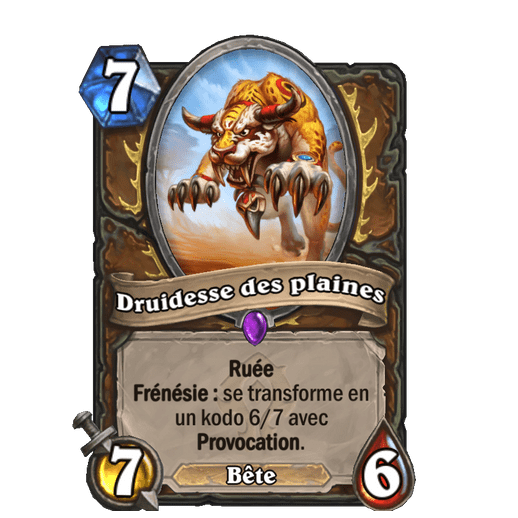 7
Druidesse des plaines
Ruée
Frénésie : se transforme en
un kodo 6/7 avec
Provocation.
7
Bête
6